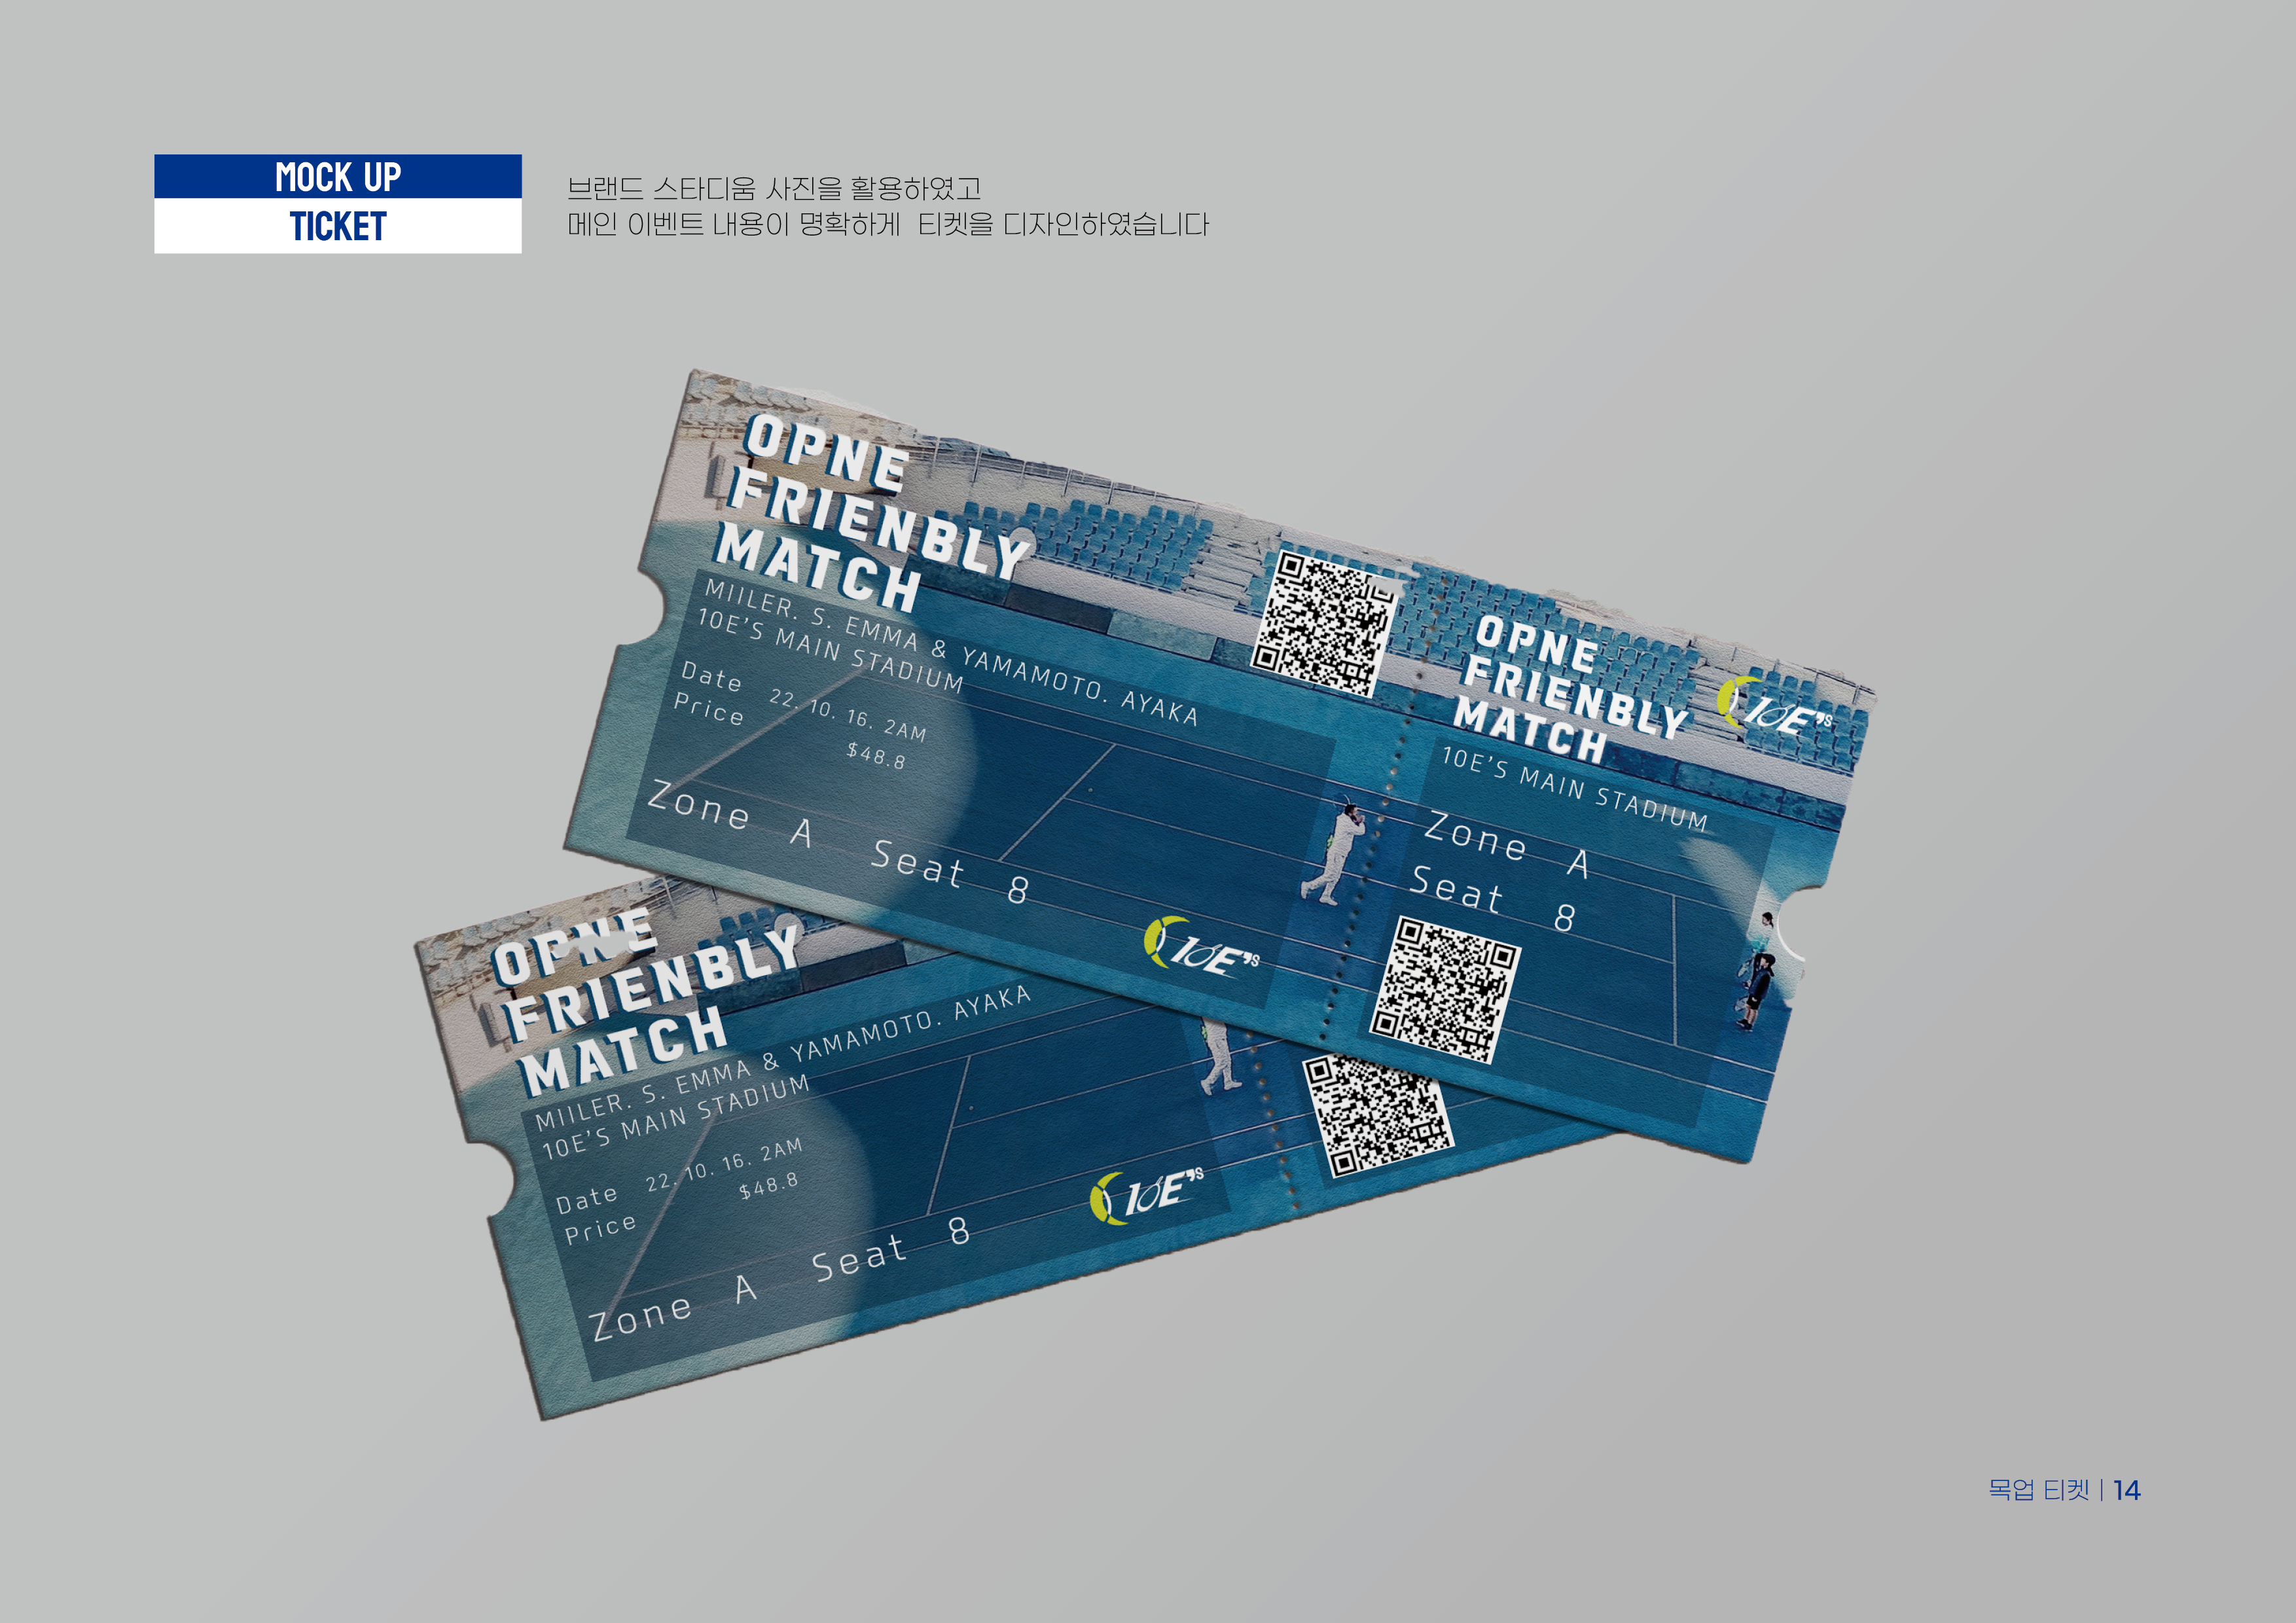 MOCK UP
TICKET
브랜드 스타디움 사진을 활용하였고
메인 이벤트 내용이 명확하게 티켓을 디자인하였습니다
OPNE
FRIENBLY
MATCH
MIILER. S. EMMA & YAMAMOTO. AYAKA
10E'S MAIN STADIUM
Date 22. 10. 16. 2AM
Price $48.8
Zone A Seat 8
10E's
OPNE
FRIENBLY
MATCH
10E's
10E'S MAIN STADIUM
Zone A
Seat 8
OPNE
FRIENBLY
MATCH
MIILER. S. EMMA & YAMAMOTO. AYAKA
10E'S MAIN STADIUM
Date 22. 10. 16. 2AM
Price $48.8
Zone A Seat 8
10E's
목업 티켓 | 14